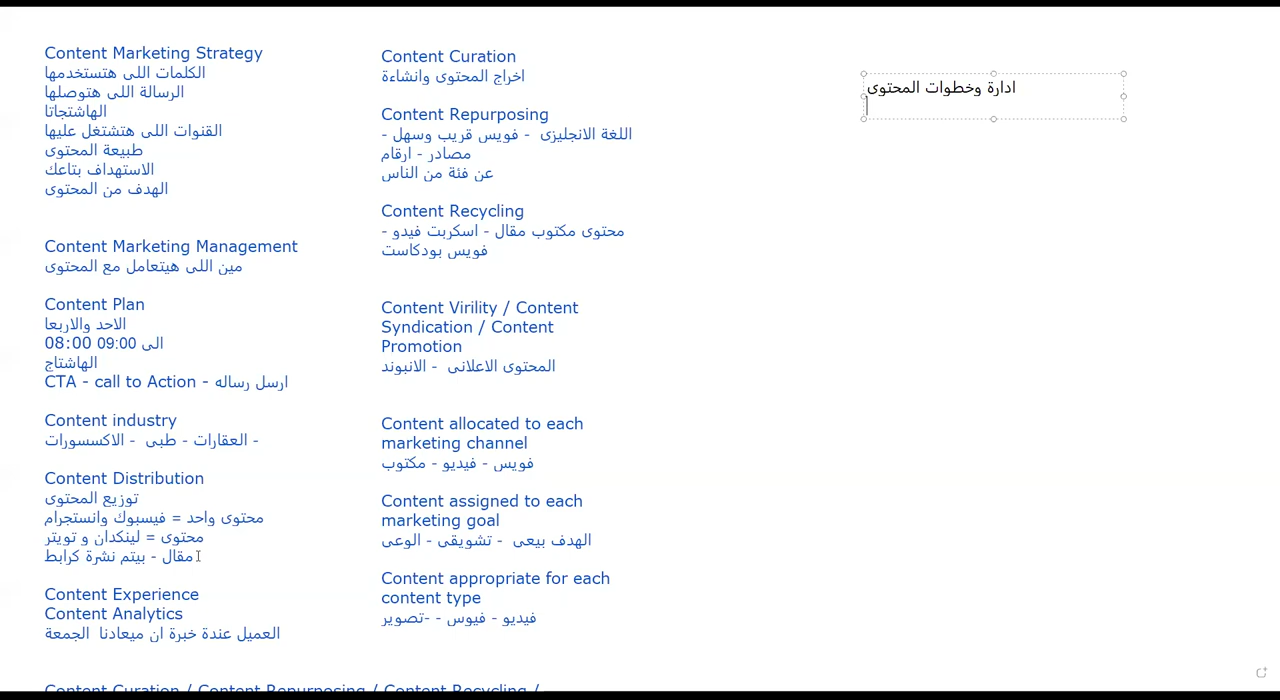 Content Marketing Strategy
الكلمات اللى هتستخدمها
الرسالة اللى هتوصلها
الهاشتجاتا
القنوات اللى هتشتغل عليها
طبيعة المحتوى
الاستهداف بتاعك
الهدف من المحتوى
Content Marketing Management
مين اللى هيتعامل مع المحتوى
Content Plan
الاحد والاربعا
08:00 الى 09:00
الهاشتاج
CTA - call to Action - ارسل رساله
Content industry
العقارات - طبى - الاكسسورات -
Content Distribution
توزيع المحتوى
محتوى واحد = فيسبوك وانستجرام
محتوى = لينكدان و تويتر
مقال - بيتم نشرة كرابط
Content Experience
Content Analytics
العميل عندة خبرة ان ميعادنا الجمعة
Content Curation / Content Repurposing / Content Recycling /
Content Curation
اخراج المحتوى وانشاءة
Content Repurposing
اللغة الانجليزى - فويس قريب وسهل -
مصادر - ارقام
عن فئة من الناس
Content Recycling
محتوى مكتوب مقال - اسكربت فيدو -
فويس بودكاست
Content Virility / Content
Syndication / Content
Promotion
المحتوى الاعلانى - الانبوند
Content allocated to each
marketing channel
فويس - فيديو - مكتوب
Content assigned to each
marketing goal
الهدف بيعى - تشويقى - الوعى
Content appropriate for each
content type
فيديو - فيوس - -تصوير
ادارة وخطوات المحتوى